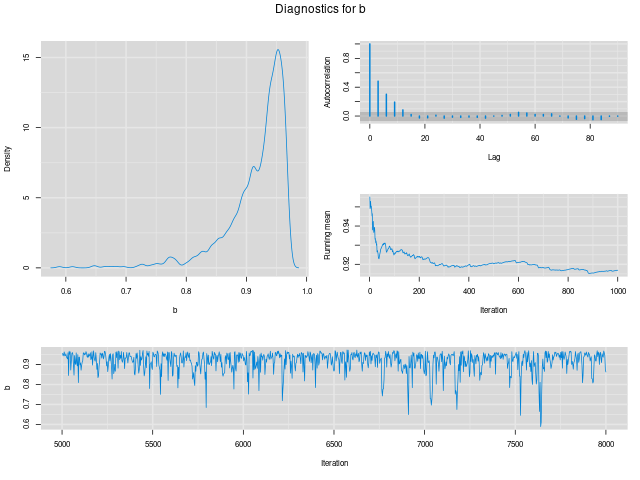 Diagnostics for b
Density
15
10
5
0
0.6 0.7 0.8 0.9 1.0
b
Autocorrelation
0.8
0.4
0.0
0 20 40 60 80
Lag
Running mean
0.94
0.92
0 200 400 600 800 1000
Iteration
b
0.9
0.8
0.7
0.6
5000 5500 6000 6500 7000 7500 8000
Iteration